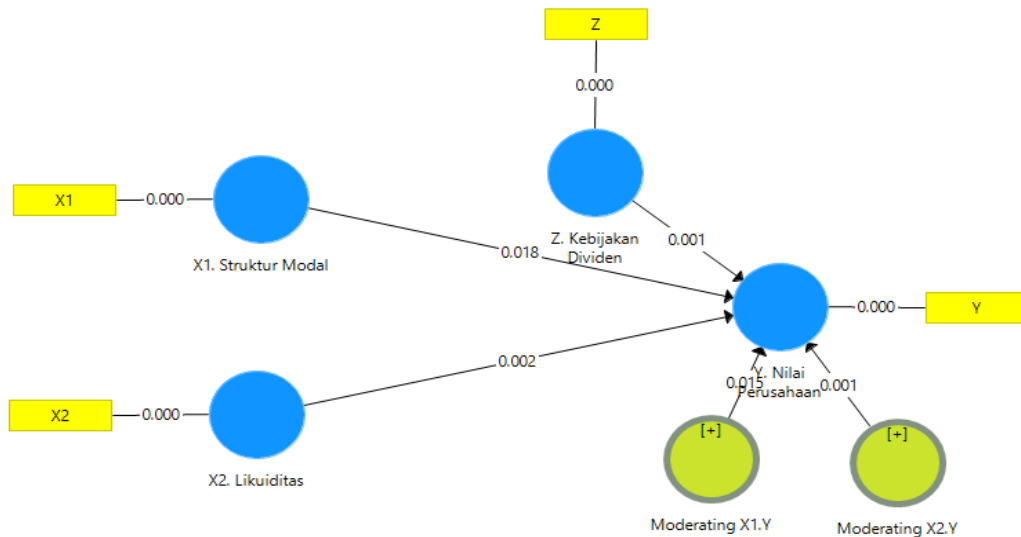 Z
0.000
X1
0.000
X1. Struktur Modal
Z. Kebijakan
Dividen
0.001
0.018
0.000
Y
0.002
Y. Nilai
Perusahaan
0.015
0.001
X2
0.000
X2. Likuiditas
[+]
[+]
Moderating X1.Y
Moderating X2.Y